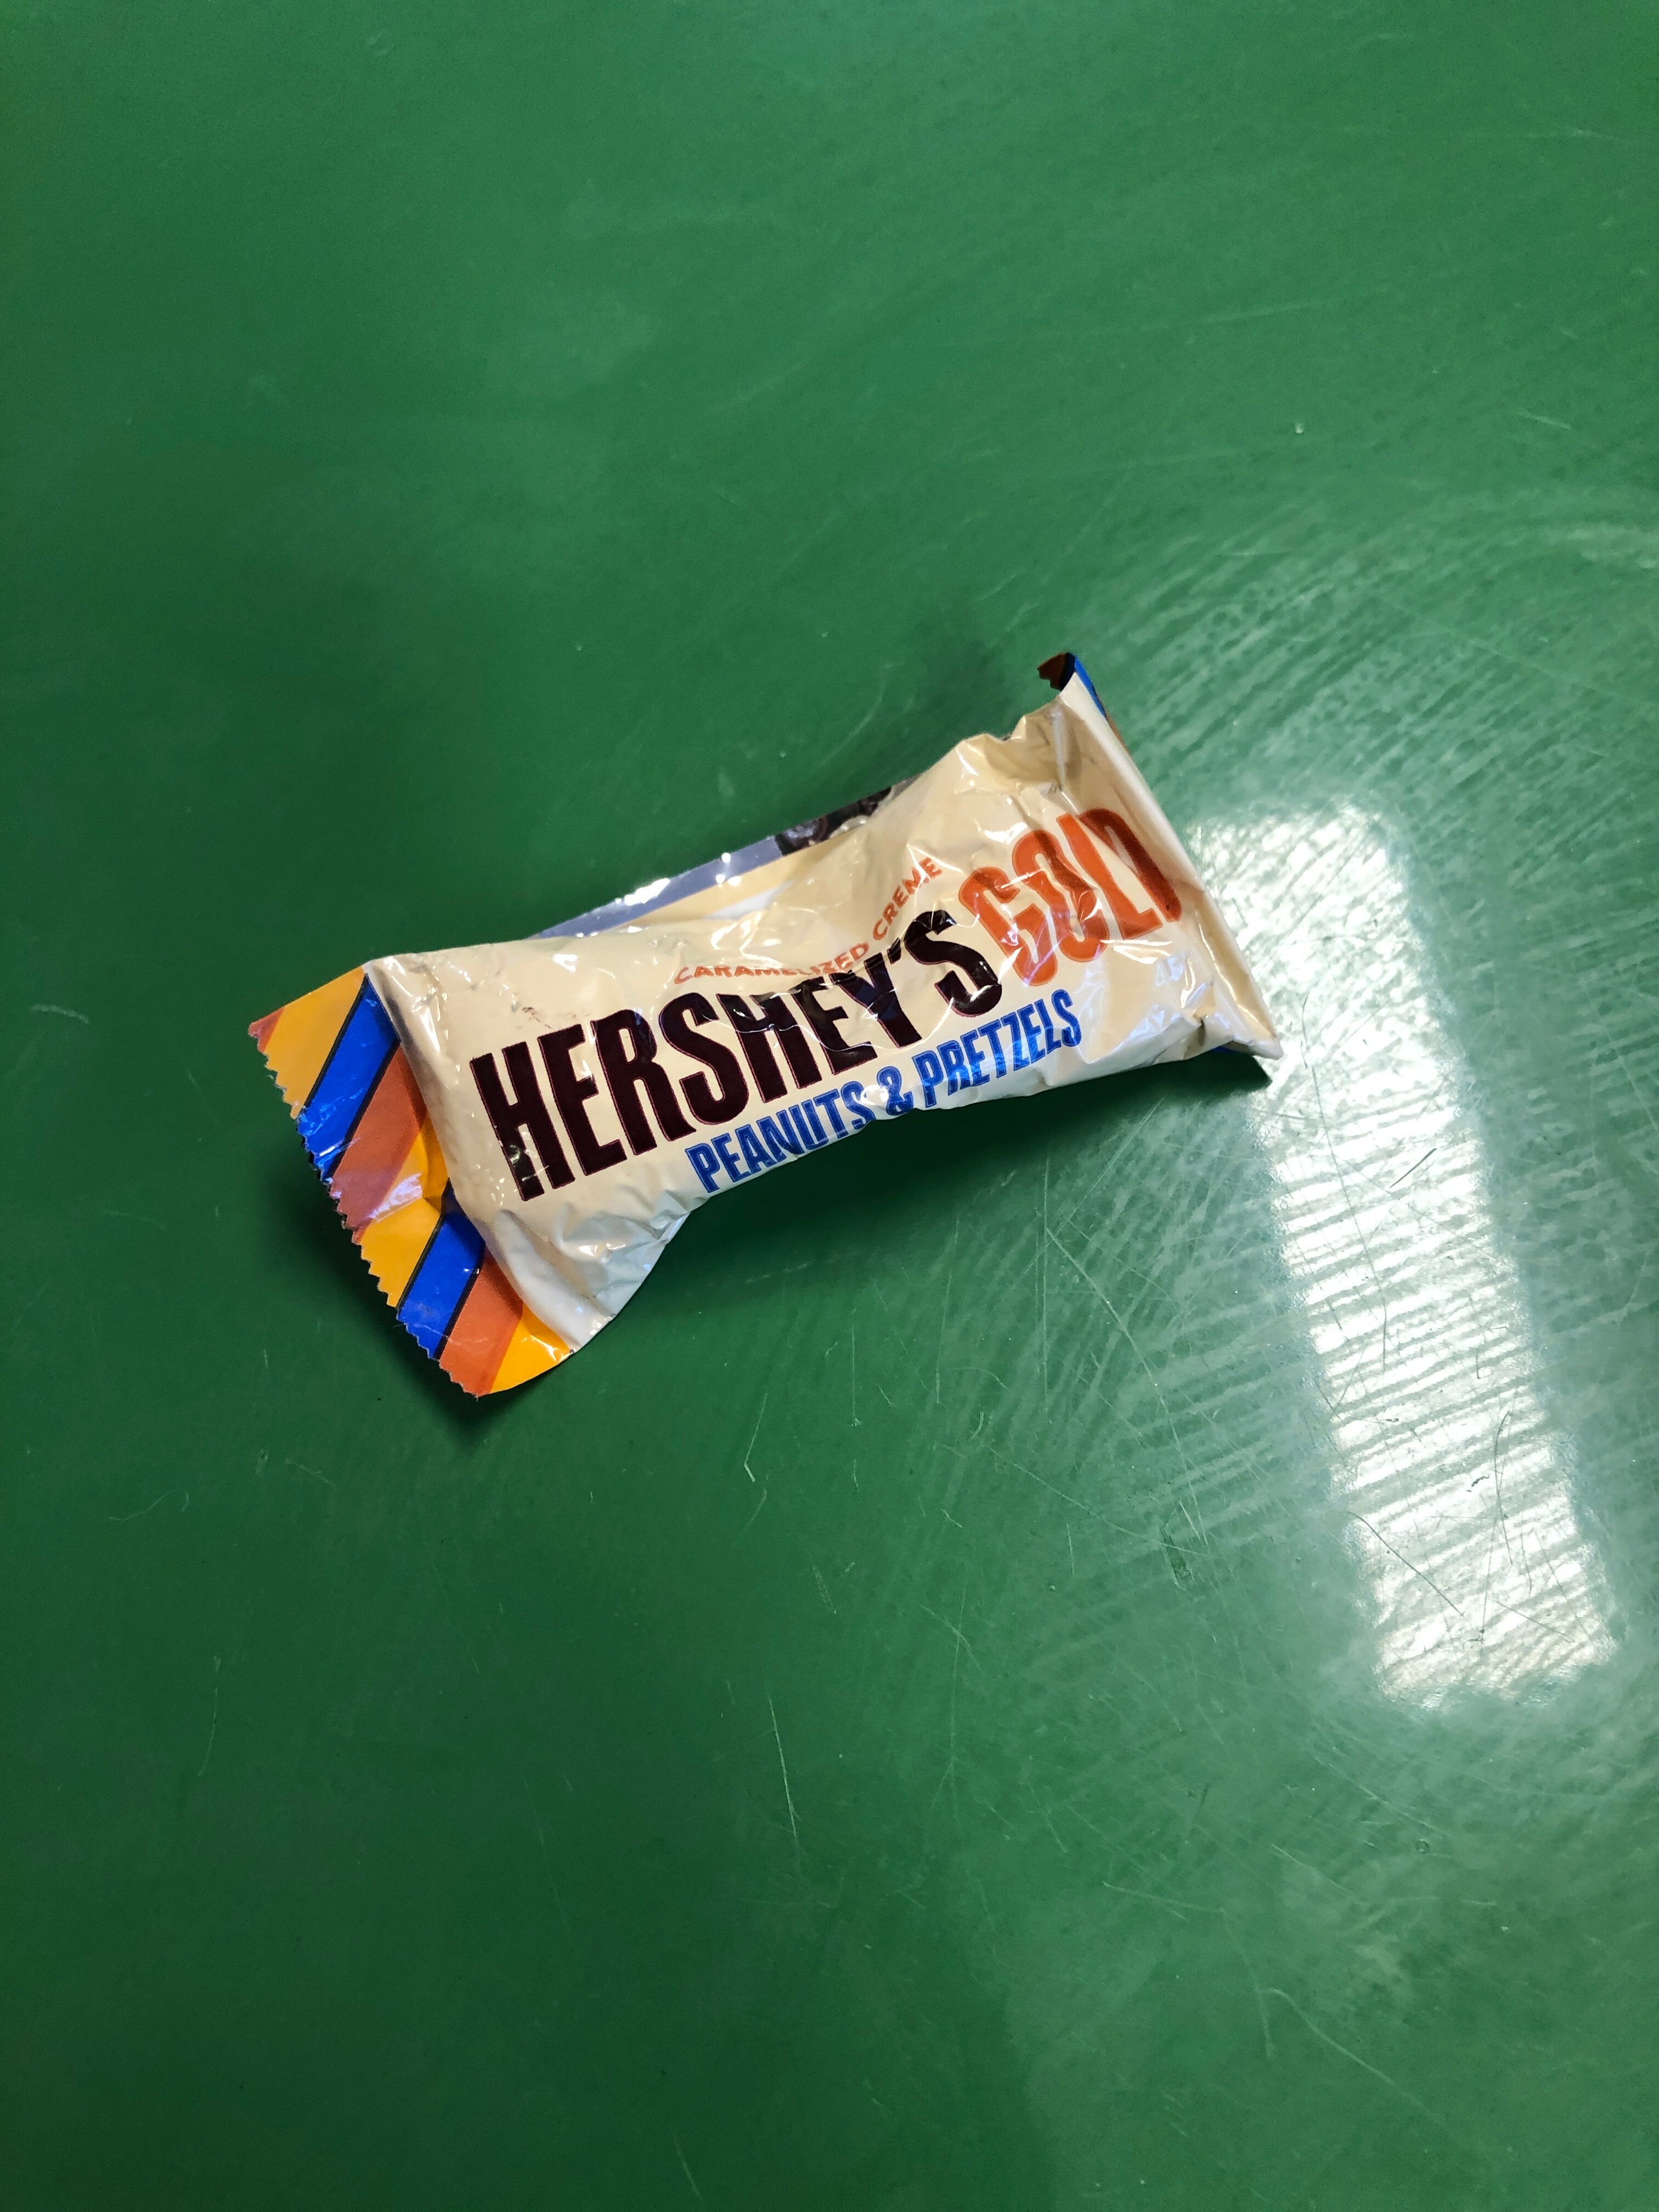 CARAMELIZED CREME
HERSHEY'S GOLD
PEANUTS & PRETZELS